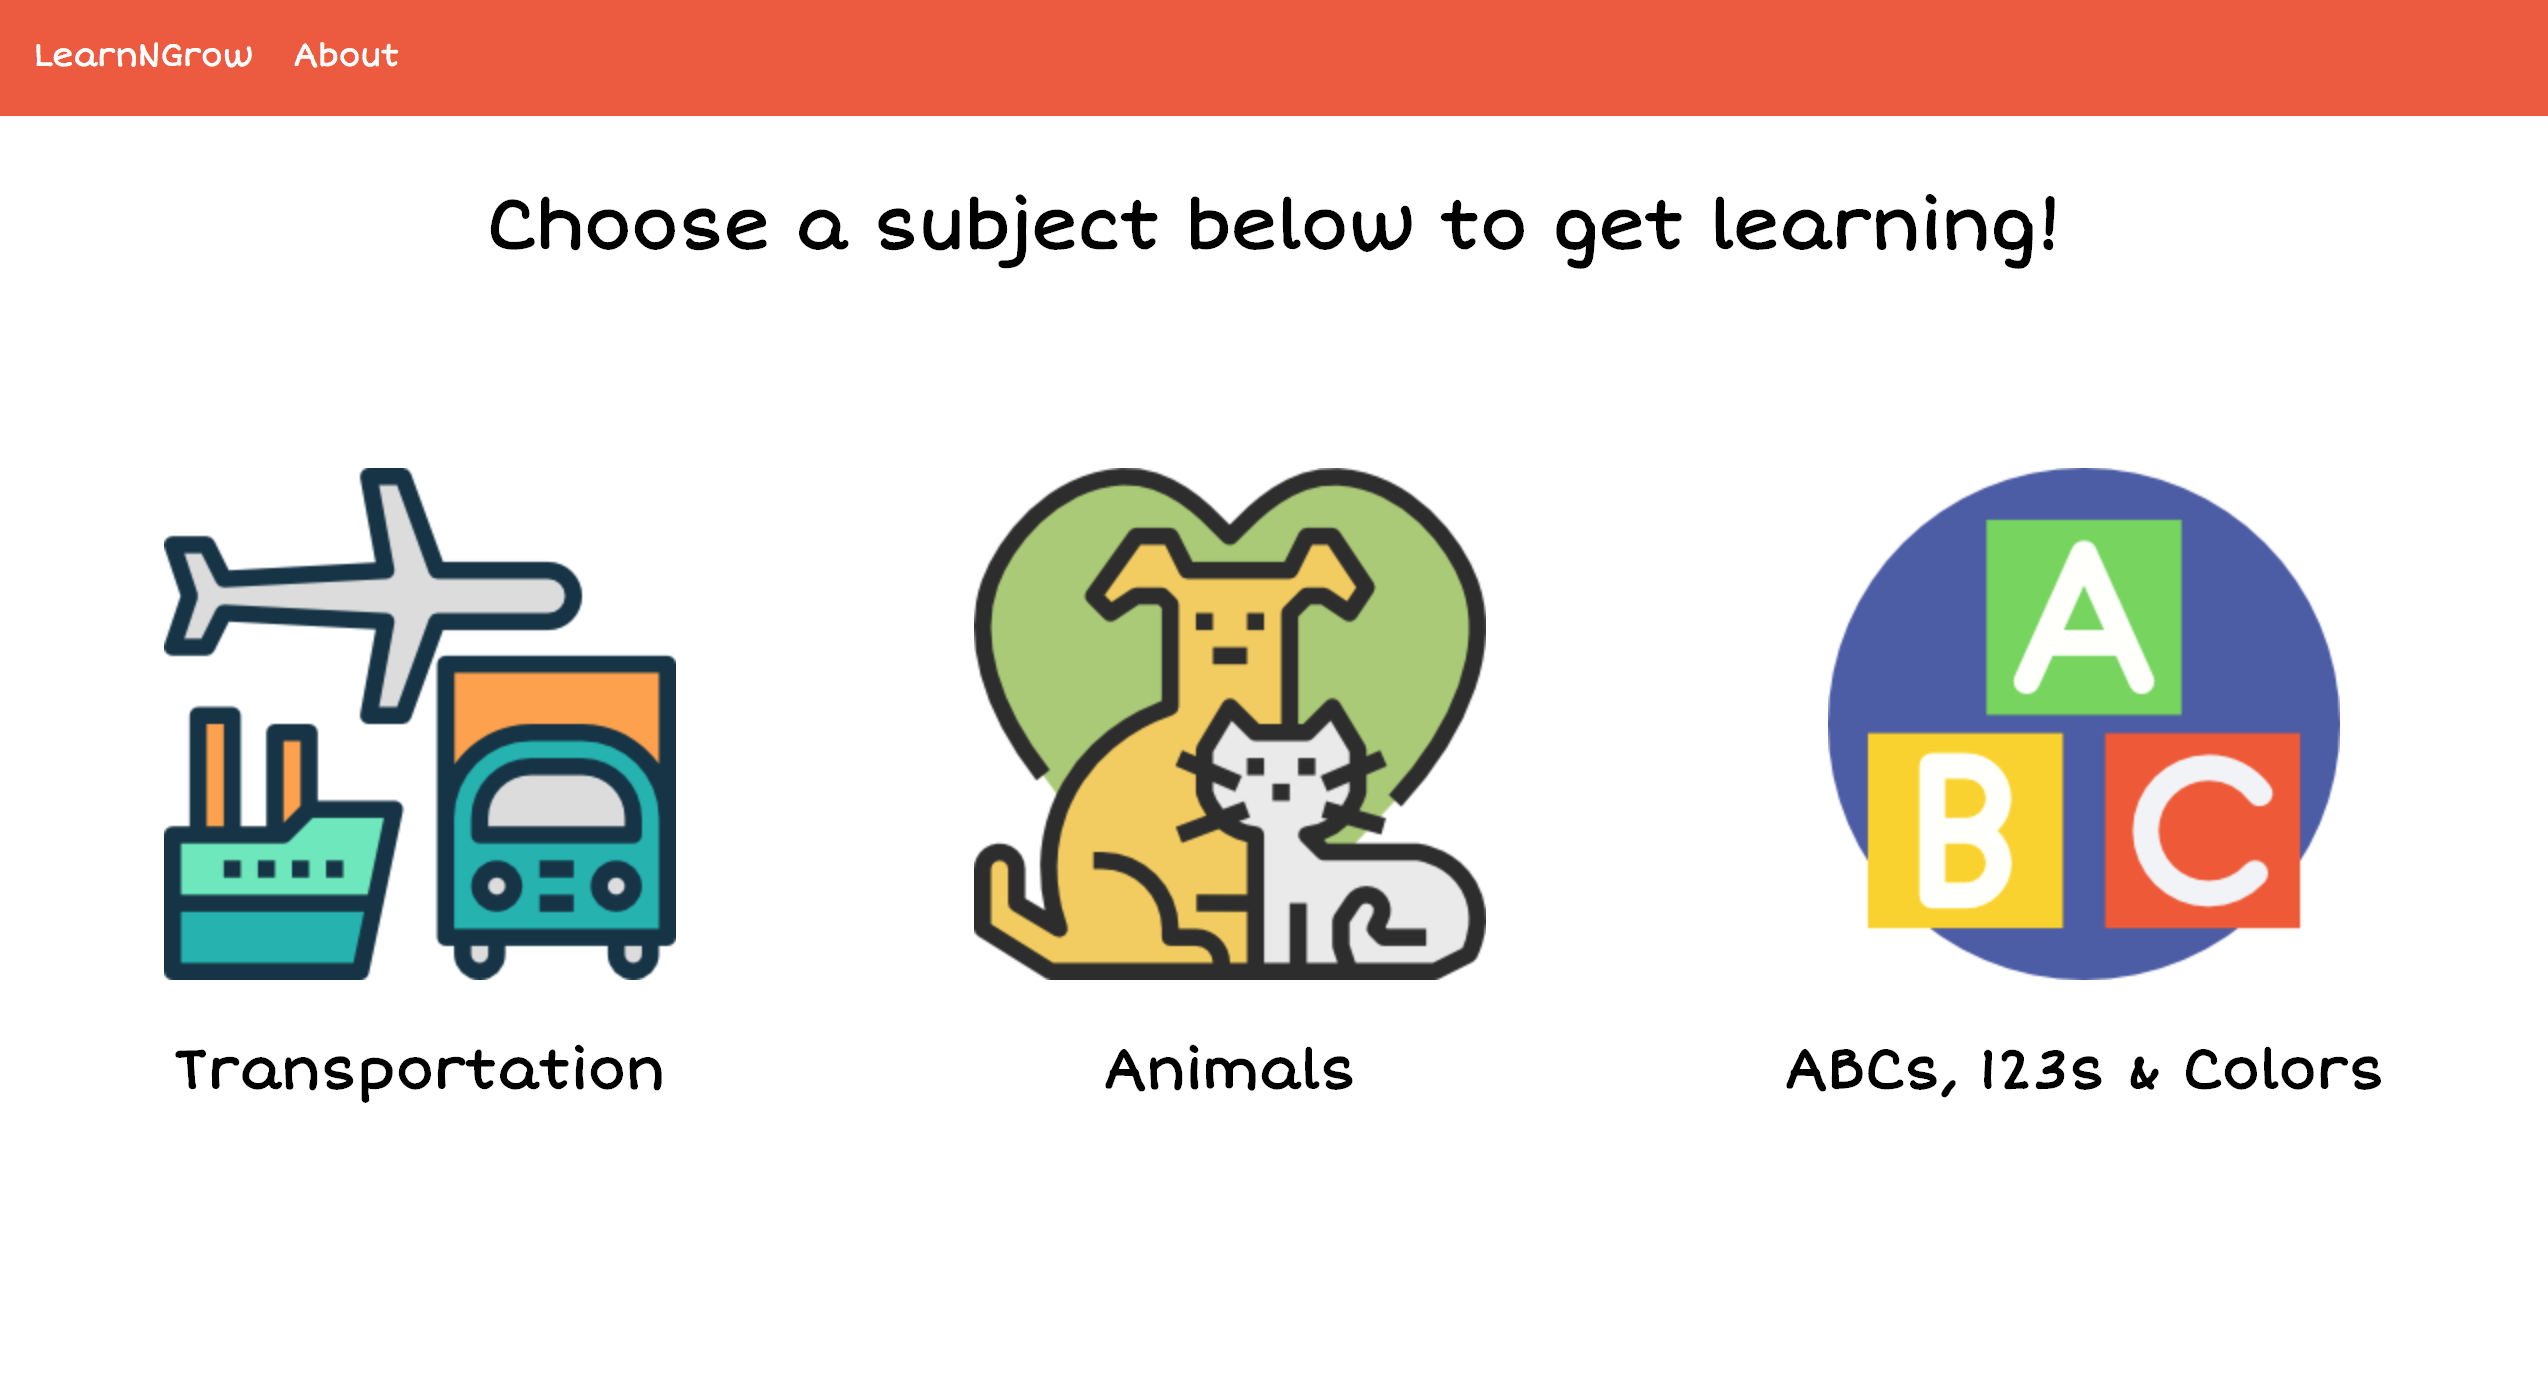 LearnNGrow About
Choose a subject below to get learning!
A
B C
Transportation Animals ABCs, 123s & Colors